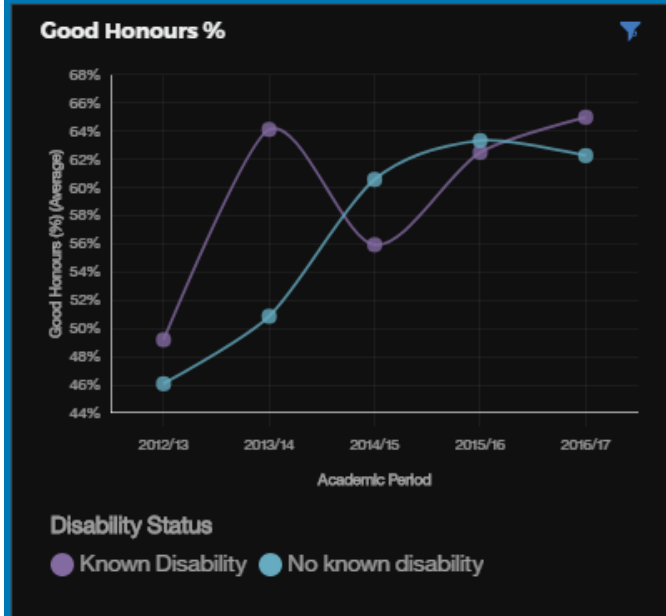 Good Honours %
68%
66%
64%
62%
60%
58%
56%
54%
52%
50%
48%
46%
44%
Good Honours (%) (Average)
2012/13 2013/14 2014/15 2015/16 2016/17
Academic Period
Disability Status
Known Disability No known disability